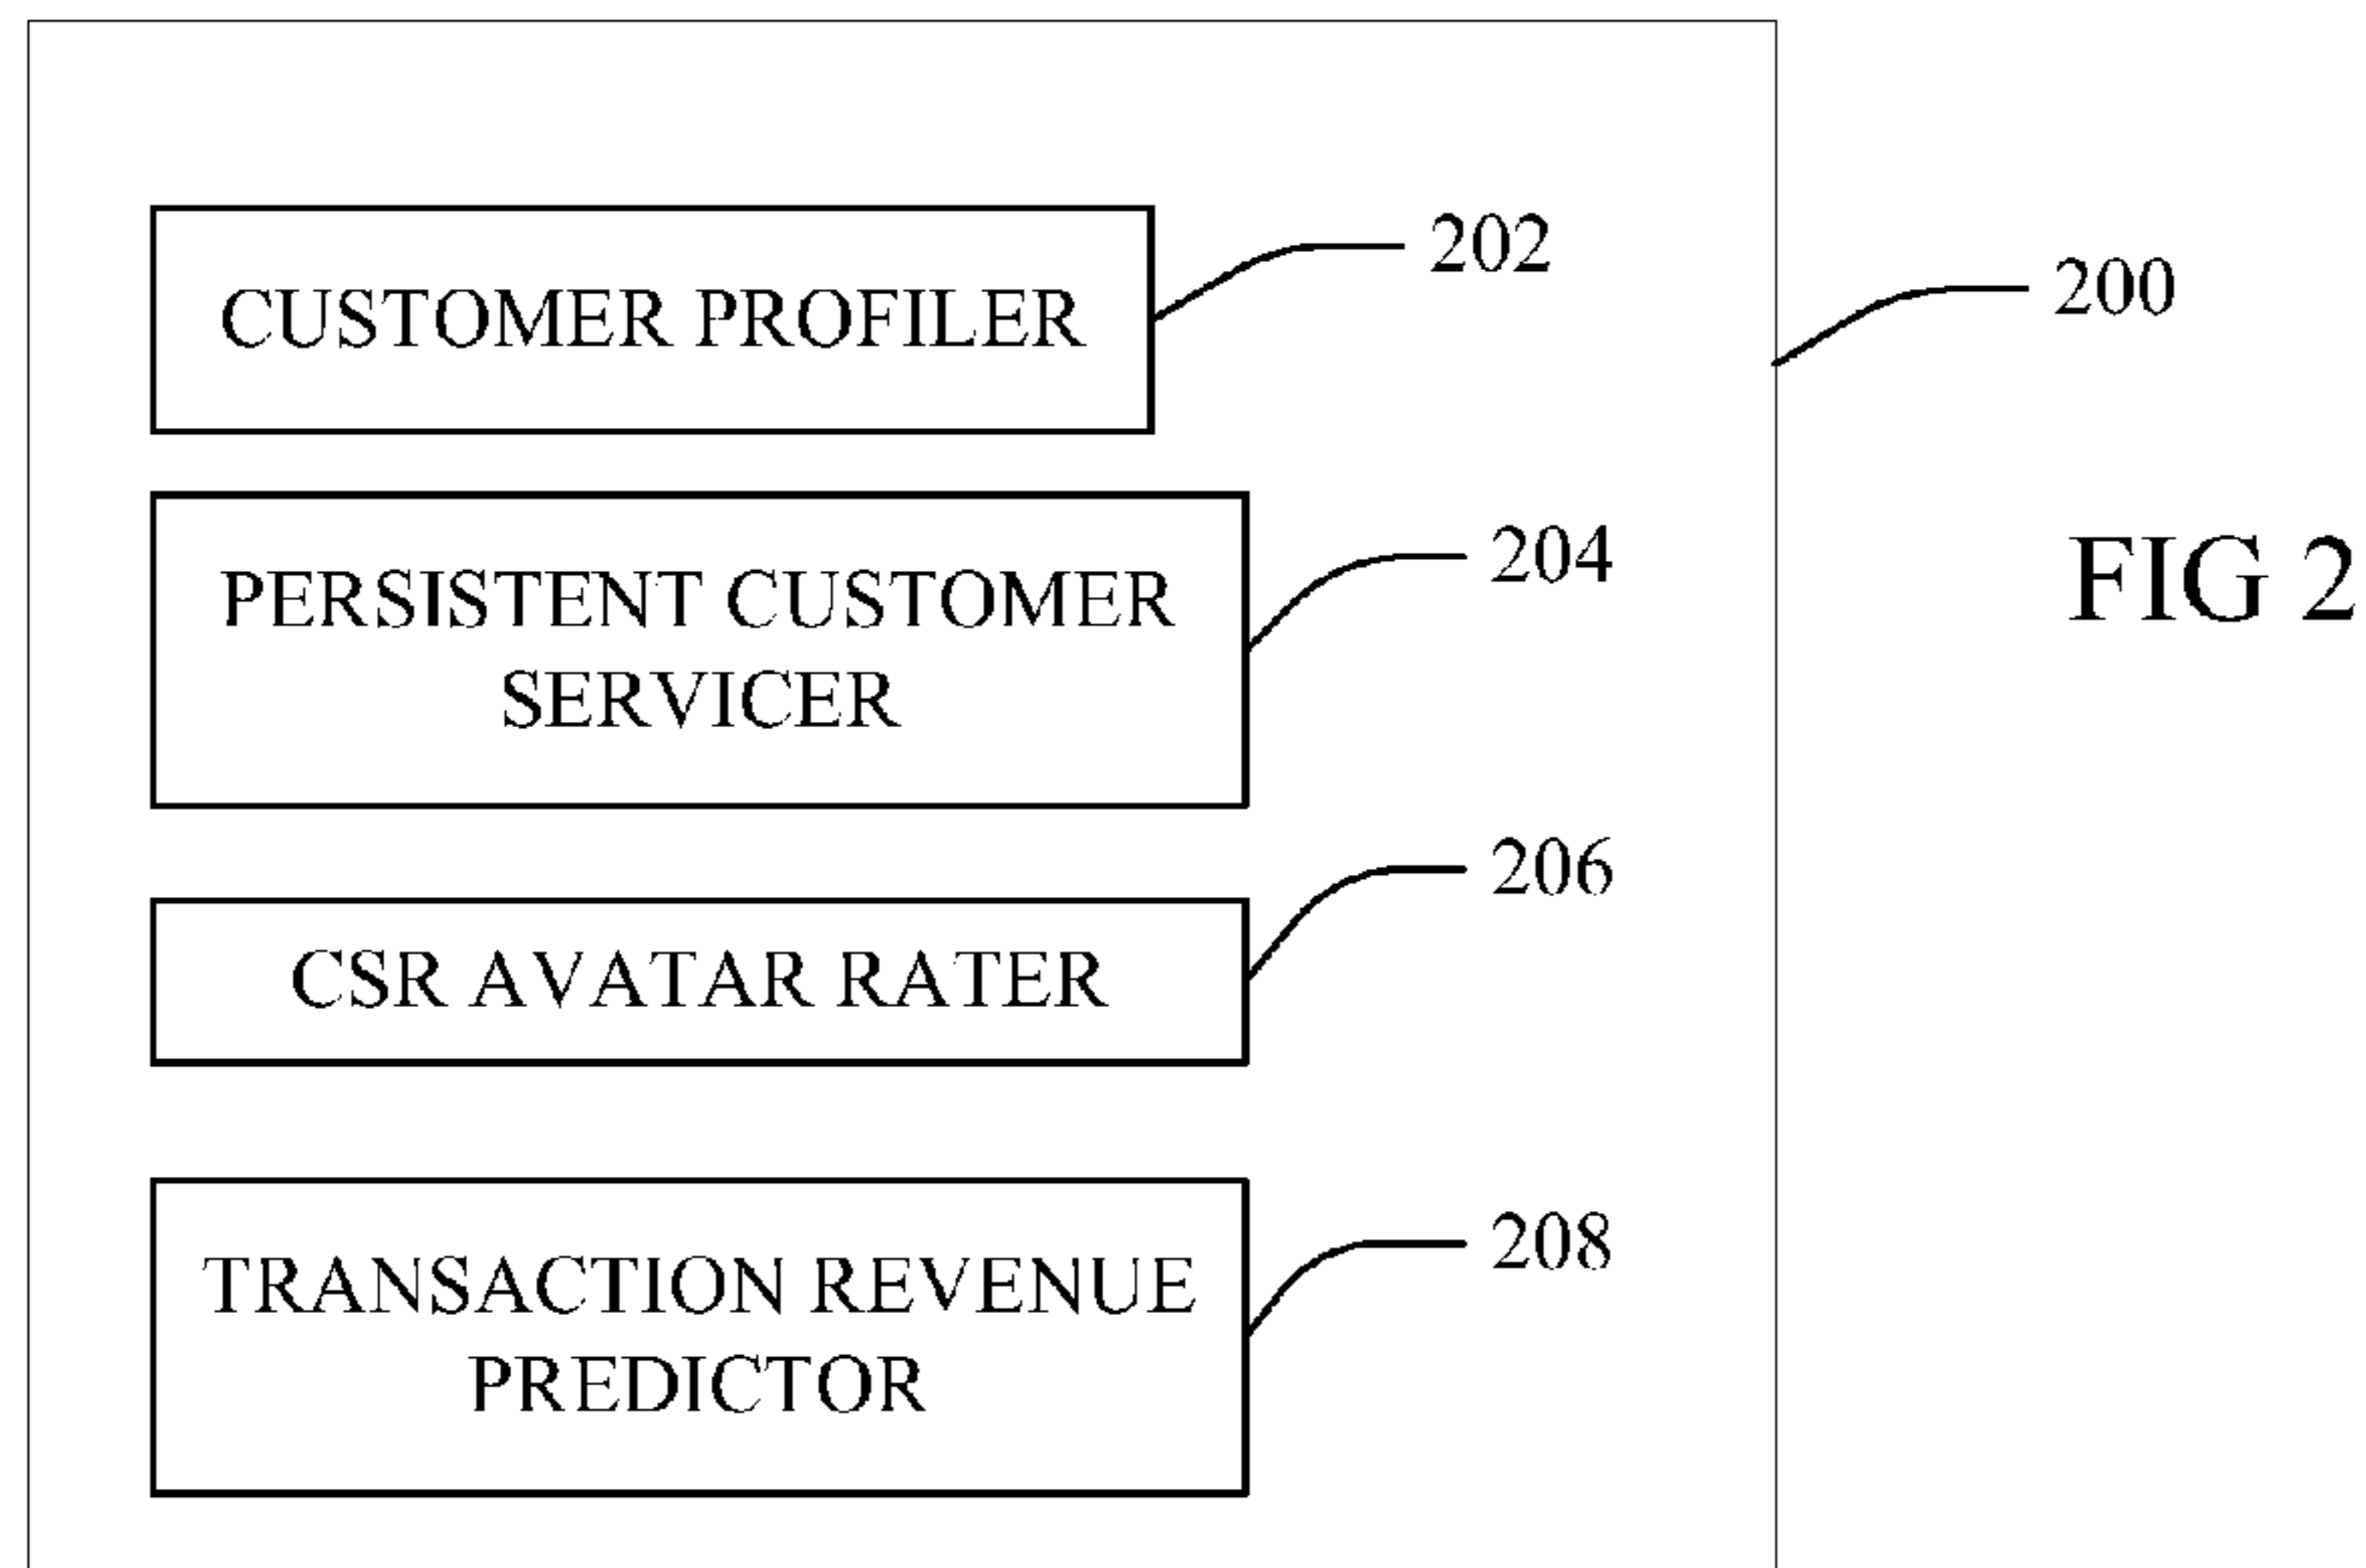 CUSTOMER PROFILER
202
200
PERSISTENT CUSTOMER
SERVICER
204
FIG 2
206
CSR AVATAR RATER
208
TRANSACTION REVENUE
PREDICTOR